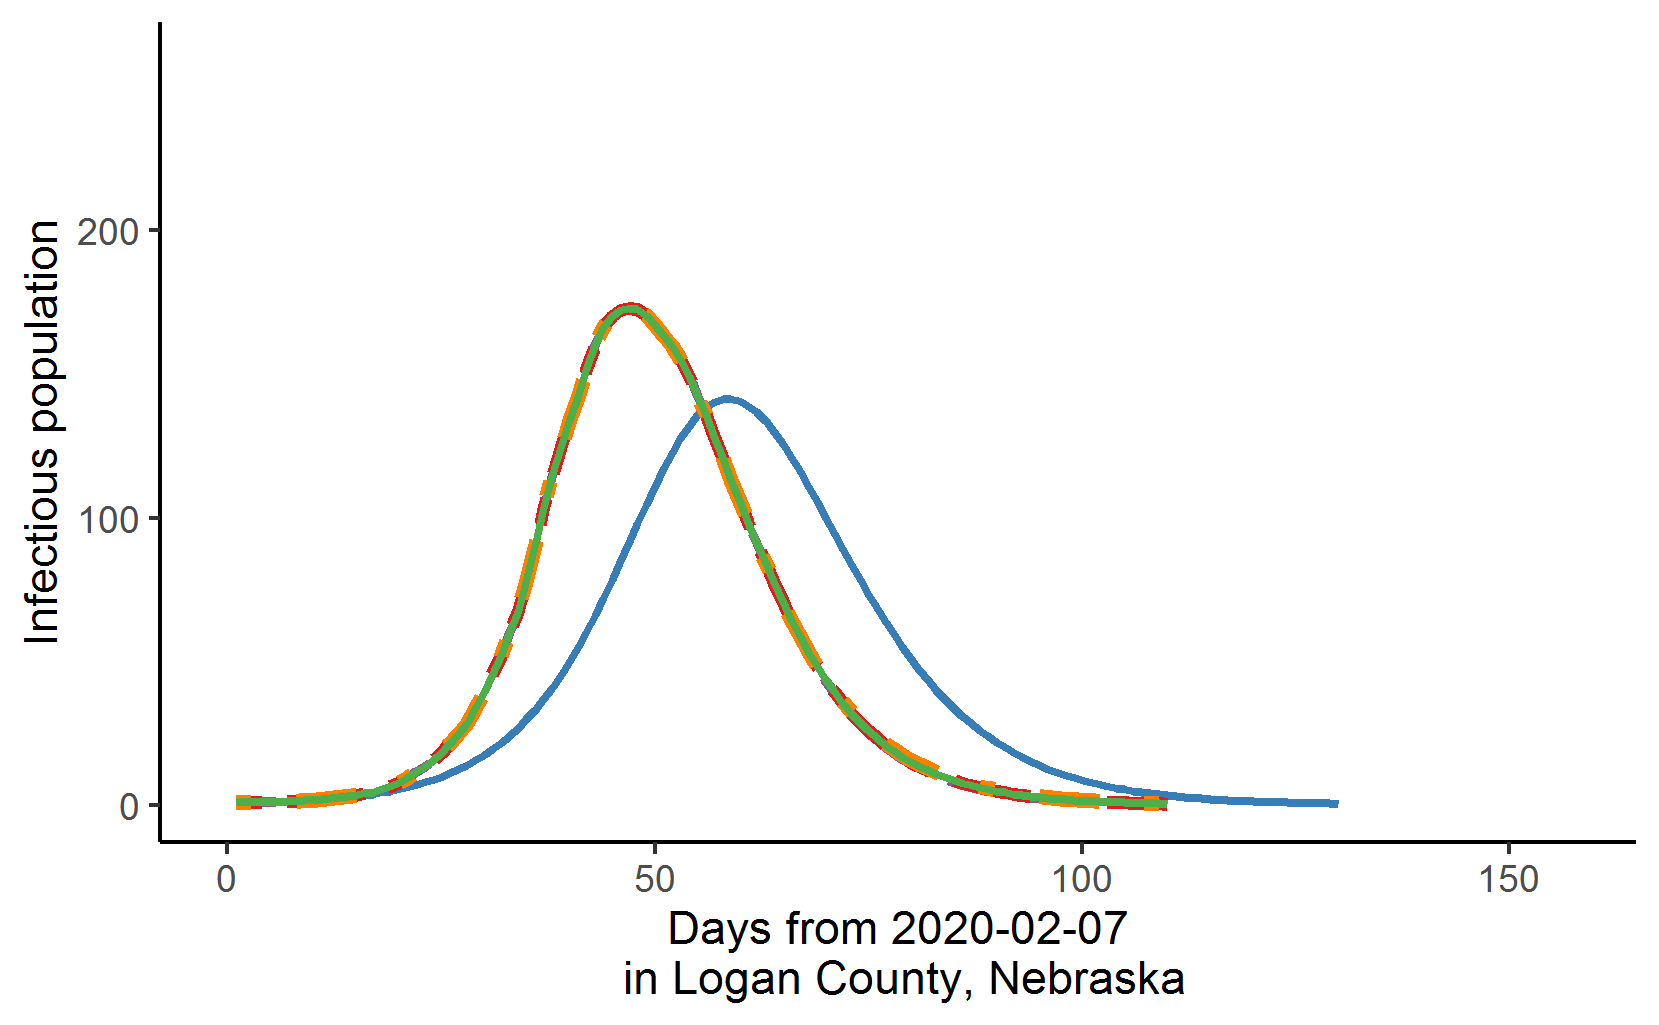 Infectious population
200
100
0
0 50 100 150
Days from 2020-02-07
in Logan County, Nebraska